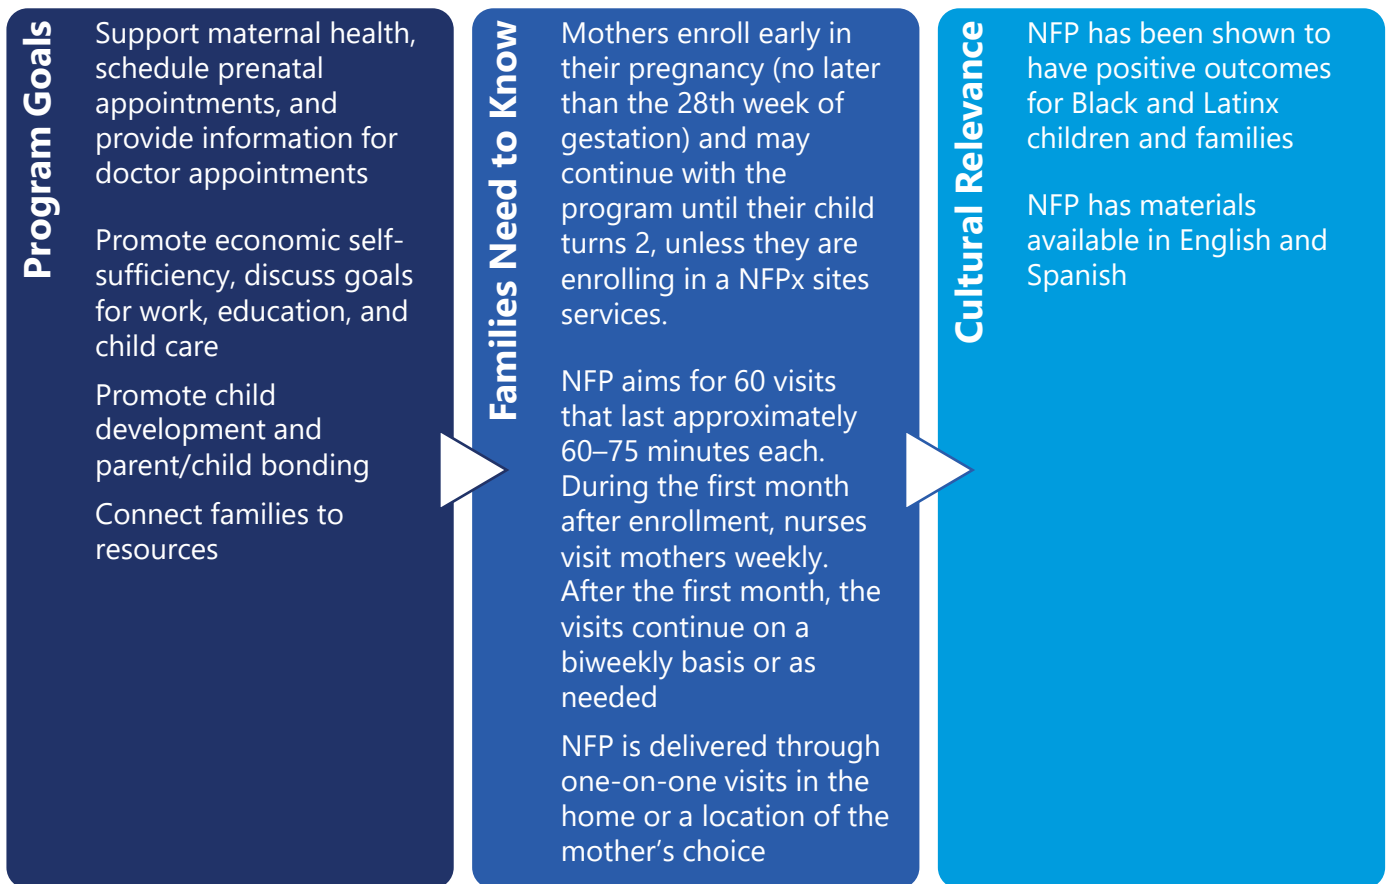 Program Goals
Support maternal health,
schedule prenatal
appointments, and
provide information for
doctor appointments
Promote economic self-
sufficiency, discuss goals
for work, education, and
child care
Promote child
development and
parent/child bonding
Connect families to
resources
Families Need to Know
Mothers enroll early in
their pregnancy (no later
than the 28th week of
gestation) and may
continue with the
program until their child
turns 2, unless they are
enrolling in a NFPx sites
services.
NFP aims for 60 visits
that last approximately
60–75 minutes each.
During the first month
after enrollment, nurses
visit mothers weekly.
After the first month, the
visits continue on a
biweekly basis or as
needed
NFP is delivered through
one-on-one visits in the
home or a location of the
mother’s choice
Cultural Relevance
NFP has been shown to
have positive outcomes
for Black and Latinx
children and families
NFP has materials
available in English and
Spanish